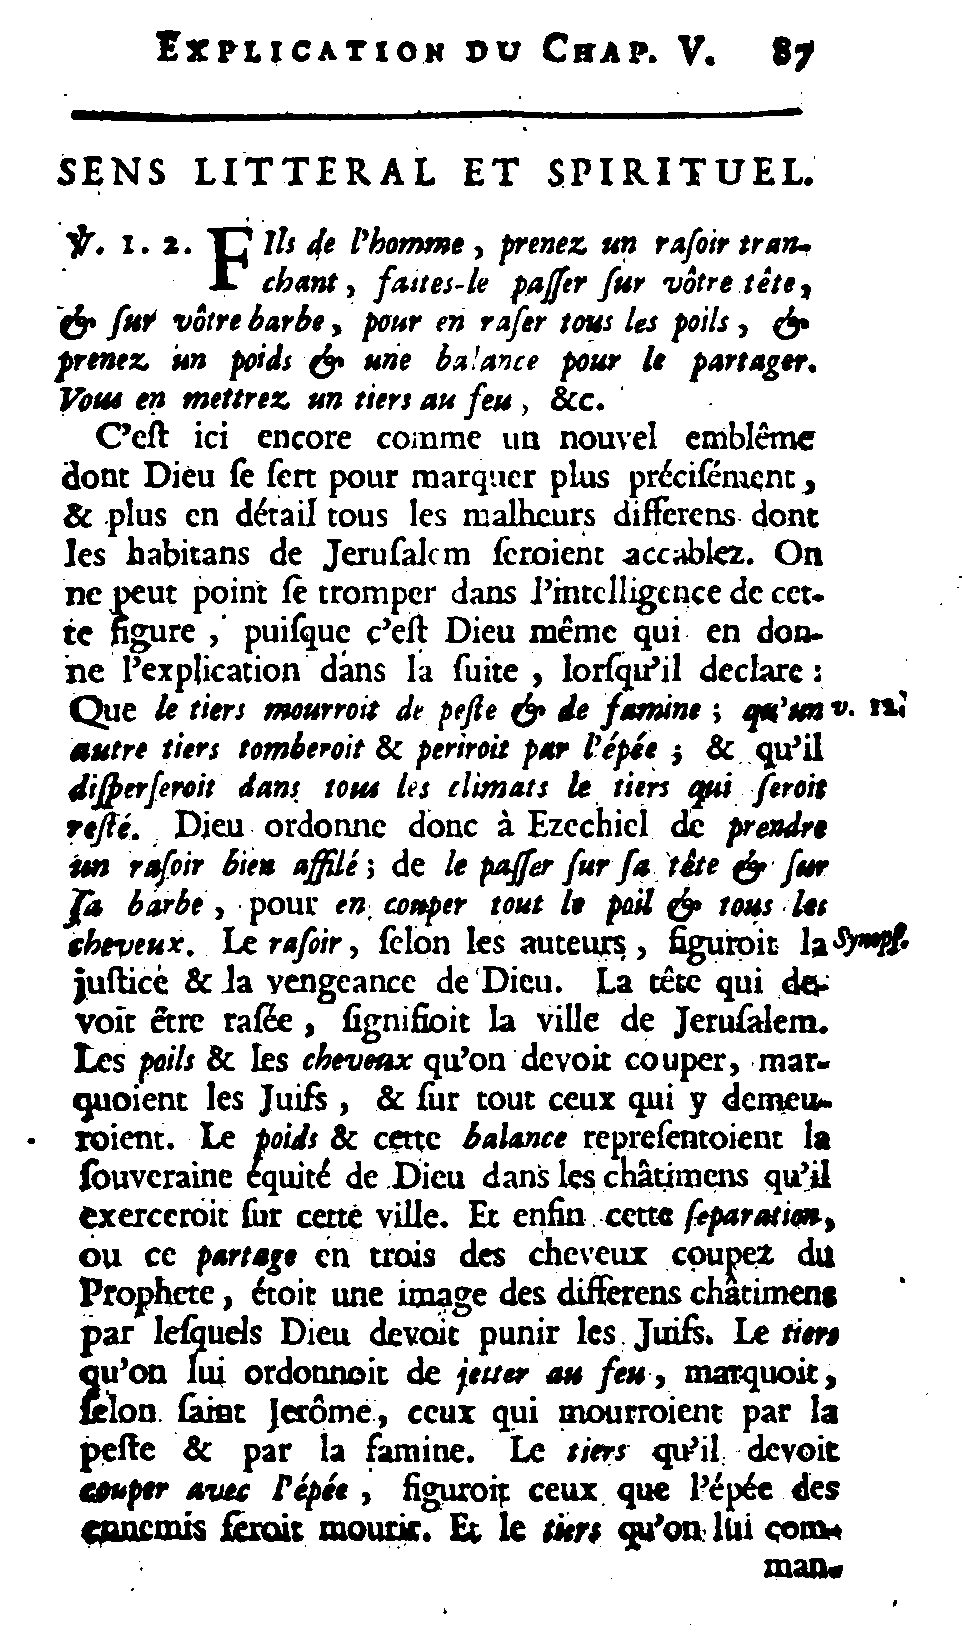 EXPLICATION DU CHAP. V. 87
SENS LITTERAL ET SPIRITUEL.
℣. 1. 2. FIls de l'homme, prenez un raſoir tran-
chant, faites-le paſſer ſur vôtre tête,
& ſur vôtre barbe, pour en raſer tous les poils, &
prenez un poids & une balance pour le partager.
Vous en mettrez un tiers au feu, &c.
C'eſt ici encore comme un nouvel emblême
dont Dieu ſe ſert pour marquer plus préciſément,
& plus en détail tous les malheurs differens dont
les habitans de Jeruſalem ſeroient accablez. On
ne peut point ſe tromper dans l'intelligence de cet-
te figure, puiſque c'eſt Dieu même qui en don-
ne l'explication dans la ſuite, lorſqu'il declare :
Que le tiers mourroit de peſte & de famine ; qu'un v. 12.
autre tiers tomberoit & periroit par l'épée ; & qu'il
diſperſeroit dans tous les climats le tiers qui ſeroit
reſté. Dieu ordonne donc à Ezechiel de prendre
un raſoir bien affilé ; de le paſſer ſur ſa tête & ſur
ſa barbe, pour en couper tout le poil & tous les
cheveux. Le raſoir, ſelon les auteurs, figuroit la Synopſ.
juſtice & la vengeance de Dieu. La tête qui de-
voit être raſée, ſignifioit la ville de Jeruſalem.
Les poils & les cheveux qu'on devoit couper, mar-
quoient les Juifs, & ſur tout ceux qui y demeu-
roient. Le poids & cette balance repreſentoient la
ſouveraine équité de Dieu dans les châtimens qu'il
exerceroit ſur cette ville. Et enfin cette ſeparation,
ou ce partage en trois des cheveux coupez du
Prophete, étoit une image des differens châtimens
par leſquels Dieu devoit punir les Juifs. Le tiers
qu'on lui ordonnoit de jetter au feu, marquoit,
ſelon ſaint Jerôme, ceux qui mourroient par la
peſte & par la famine. Le tiers qu'il devoit
couper avec l'épée, figuroit ceux que l'épée des
ennemis feroit mourir. Et le tiers qu'on lui com-
man-